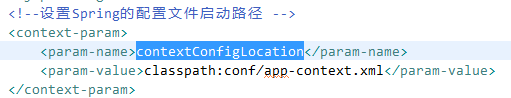 <!--设置Spring的配置文件启动路径 -->
<context-param>
<param-name>contextConfigLocation</param-name>
<param-value>classpath:conf/app-context.xml</param-value>
</context-param>